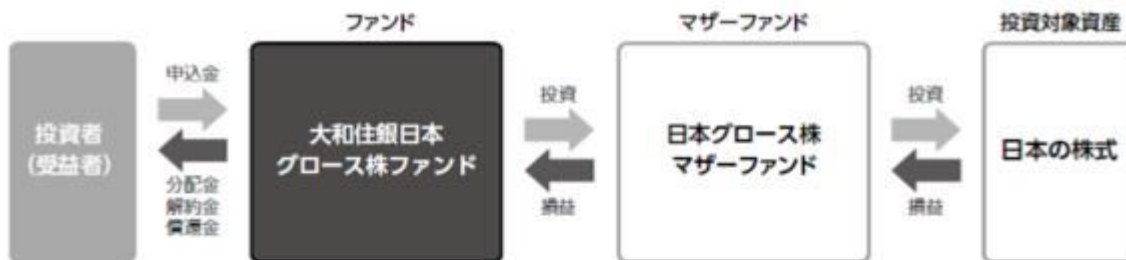 ファンド
マザーファンド
投資対象資産
投資者
(受益者)
申込金
分配金
解約金
償還金
大和住銀日本
グロース株ファンド
投資
損益
日本グロース株
マザーファンド
投資
損益
日本の株式